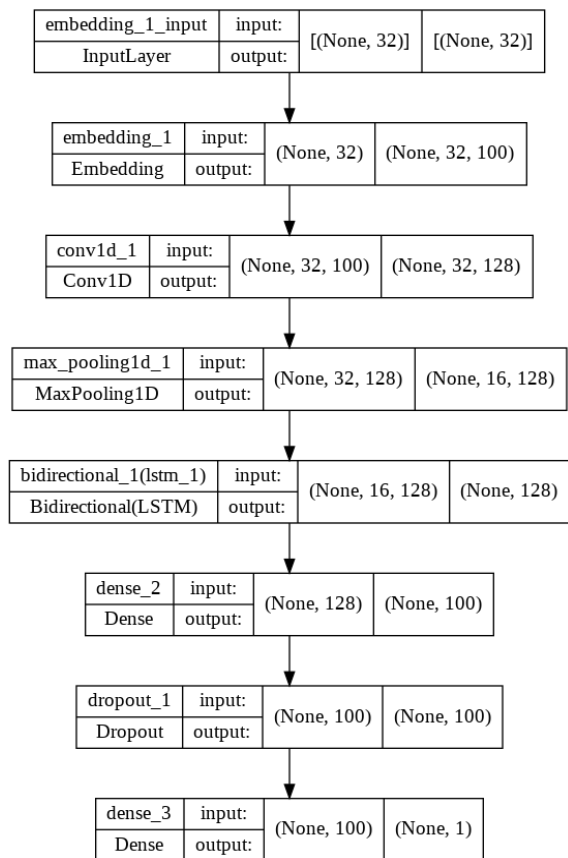 embedding_1_input input: [(None, 32)] [(None, 32)]
InputLayer output:
embedding_1 input: (None, 32) (None, 32, 100)
Embedding output:
conv1d_1 input: (None, 32, 100) (None, 32, 128)
Conv1D output:
max_pooling1d_1 input: (None, 32, 128) (None, 16, 128)
MaxPooling1D output:
bidirectional_1(lstm_1) input: (None, 16, 128) (None, 128)
Bidirectional(LSTM) output:
dense_2 input: (None, 128) (None, 100)
Dense output:
dropout_1 input: (None, 100) (None, 100)
Dropout output:
dense_3 input: (None, 100) (None, 1)
Dense output: